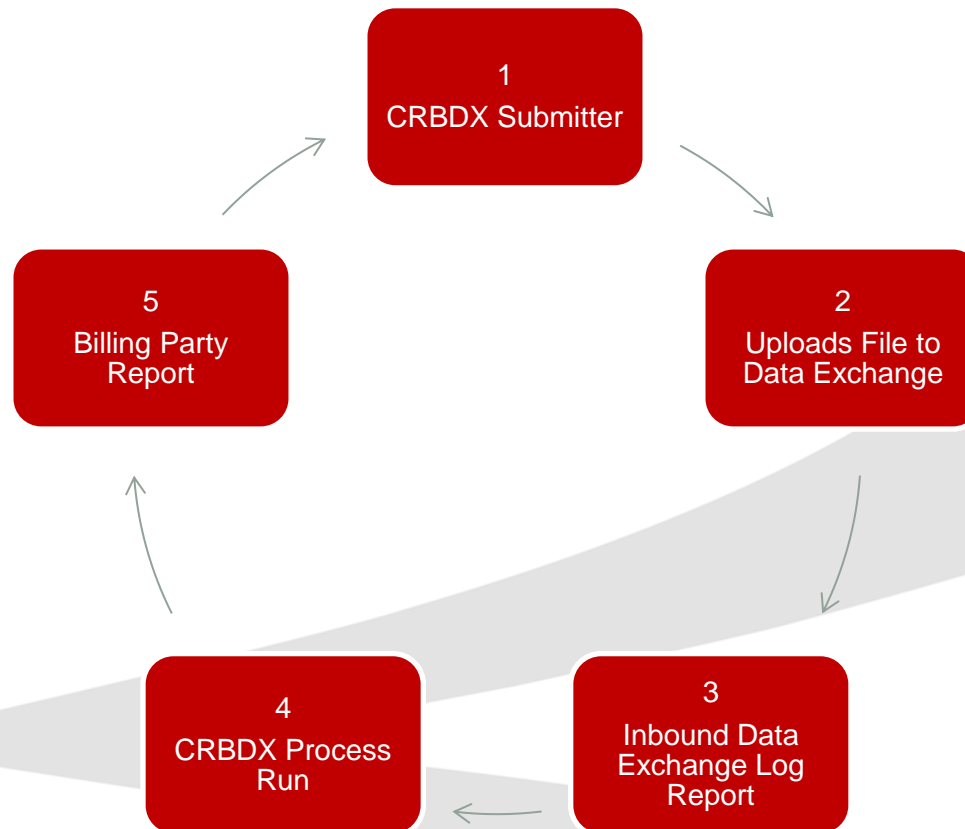 1
CRBDX Submitter
2
Uploads File to
Data Exchange
3
Inbound Data
Exchange Log
Report
4
CRBDX Process
Run
5
Billing Party
Report